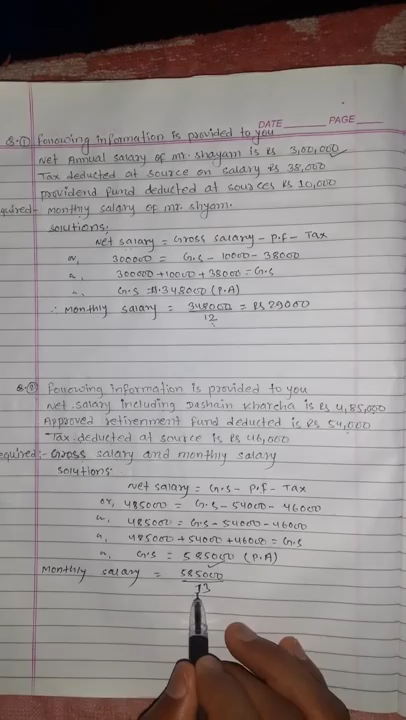 DATE ______ PAGE ____
Q.① Following information is provided to you
Net Annual salary of mr. shayam is Rs. 3,00,000
Tax deducted at source on salary Rs 38,000
providend fund deducted at sources Rs 10,000
equired- monthly salary of mr. shyam.
solutions:
Net salary = Gross salary - P.f - Tax
or, 300000 = G.S - 10000 - 38000
or, 300000 + 10000 + 38000 = G.S
or, G.S = 348000 (P.A)
∴ Monthly salary = 348000/12 = Rs 29000
Q.② Following information is provided to you
Net salary including Dashain kharcha is Rs 4,85,000
Approved retirenment fund deducted is Rs 54,000
Tax deducted at source is Rs 46,000
equired:- Gross salary and monthly salary
solutions:
Net salary = G.S - P.f - Tax
or, 485000 = G.S - 54000 - 46000
or, 485000 = G.S - 54000 - 46000
or, 485000 + 54000 + 46000 = G.S
or, G.S = 585000 (P.A)
Monthly salary = 585000/13